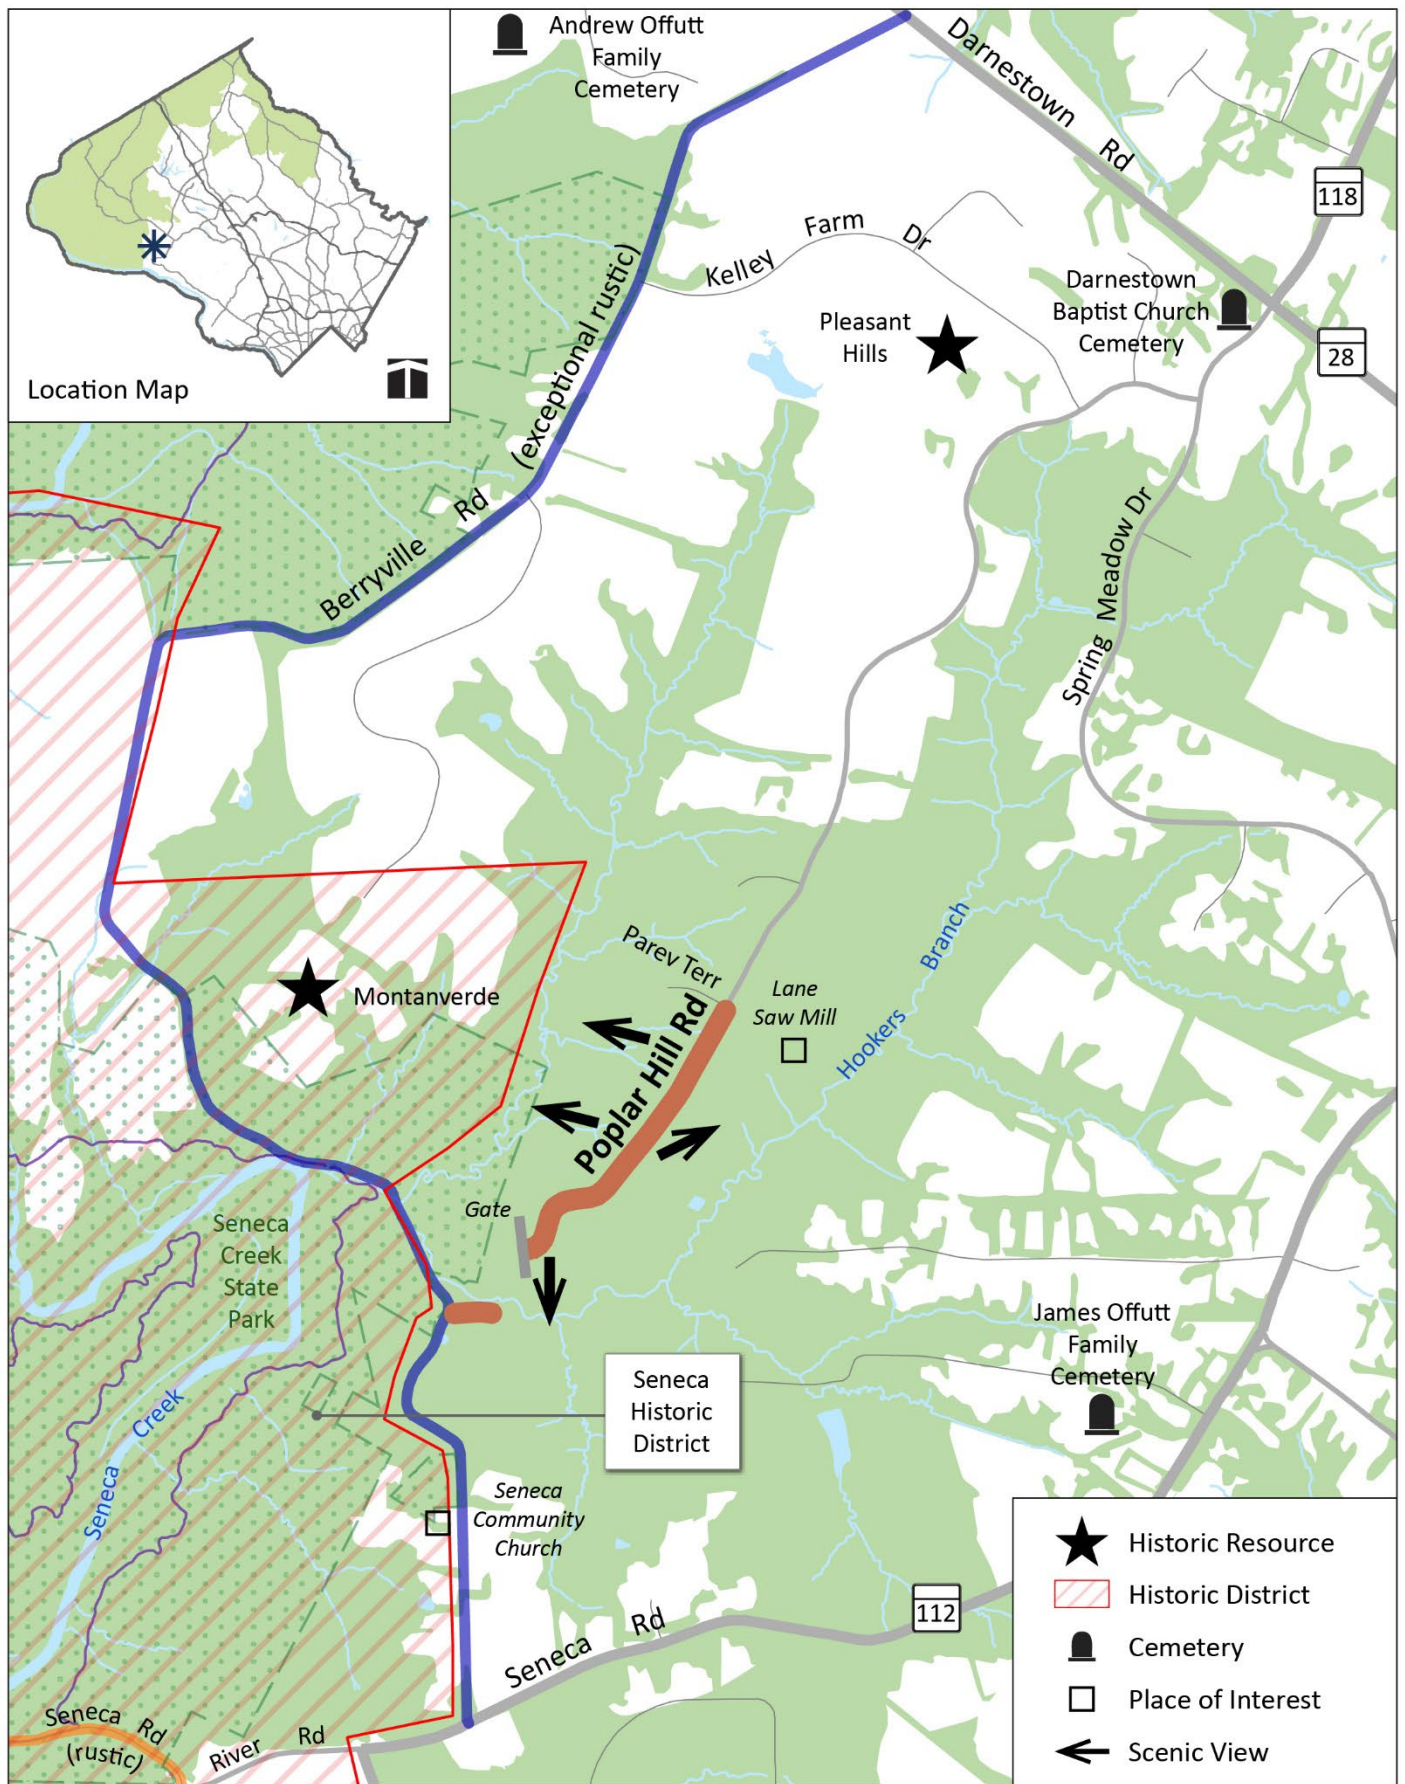 Andrew Offutt
Family
Cemetery
Darnestown Rd
118
Location Map
Kelley Farm Dr
Darnestown
Baptist Church
Cemetery
Pleasant
Hills
28
(exceptional rustic)
Berryville Rd
Spring Meadow Dr
Hookers Branch
Parev Terr
Lane
Saw Mill
Montanverde
Poplar Hill Rd
Gate
Seneca
Creek
State
Park
James Offutt
Family
Cemetery
Seneca
Historic
District
Seneca Creek
Seneca
Community
Church
112
Seneca Rd
Seneca Rd
(rustic)
River Rd
Historic Resource
Historic District
Cemetery
Place of Interest
Scenic View